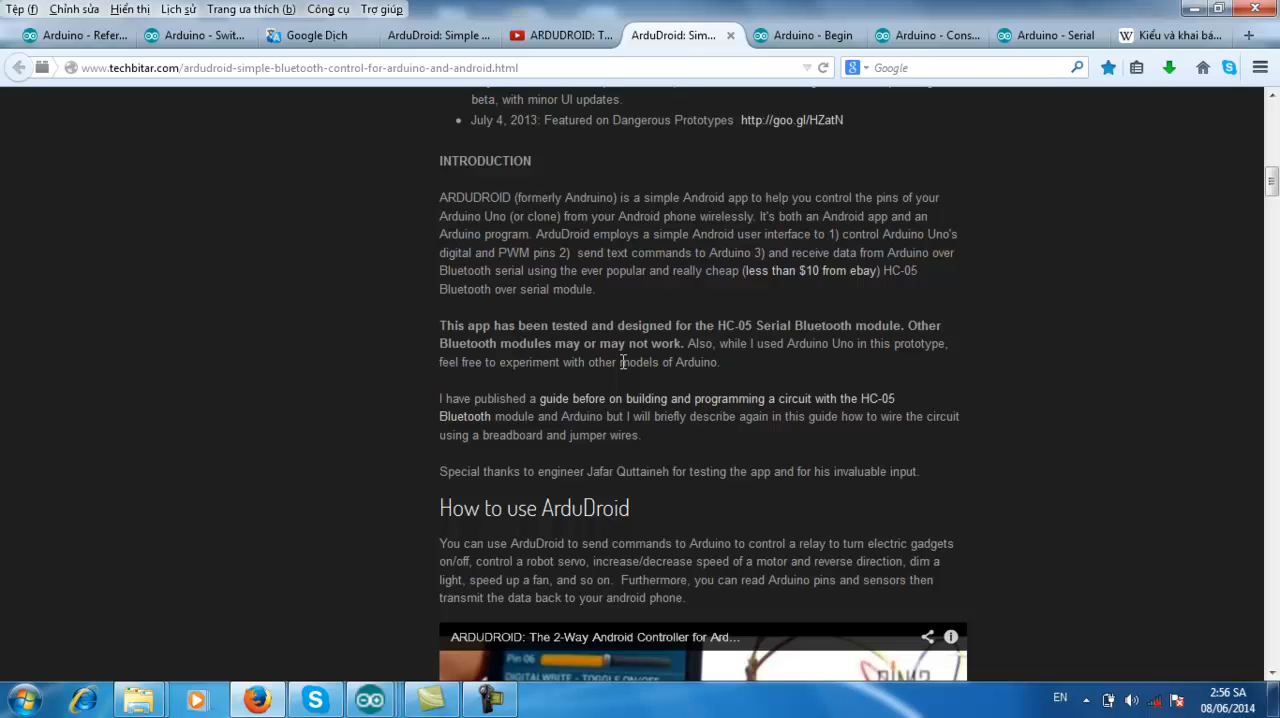 Tệp (f) Chỉnh sửa Hiển thị Lịch sử Trang ưa thích (b) Công cụ Trợ giúp
Arduino - Refer... Arduino - Swit... Google Dịch ArduDroid: Simple ... ARDUDROID: T... ArduDroid: Sim... Arduino - Begin Arduino - Cons... Arduino - Serial Kiểu và khai bá...
www.techbitar.com/ardudroid-simple-bluetooth-control-for-arduino-and-android.html Google
beta, with minor UI updates.
July 4, 2013: Featured on Dangerous Prototypes http://goo.gl/HZatN
INTRODUCTION
ARDUDROID (formerly Andruino) is a simple Android app to help you control the pins of your
Arduino Uno (or clone) from your Android phone wirelessly. It's both an Android app and an
Arduino program. ArduDroid employs a simple Android user interface to 1) control Arduino Uno's
digital and PWM pins 2) send text commands to Arduino 3) and receive data from Arduino over
Bluetooth serial using the ever popular and really cheap (less than $10 from ebay) HC-05
Bluetooth over serial module.
This app has been tested and designed for the HC-05 Serial Bluetooth module. Other
Bluetooth modules may or may not work. Also, while I used Arduino Uno in this prototype,
feel free to experiment with other models of Arduino.
I have published a guide before on building and programming a circuit with the HC-05
Bluetooth module and Arduino but I will briefly describe again in this guide how to wire the circuit
using a breadboard and jumper wires.
Special thanks to engineer Jafar Quttaineh for testing the app and for his invaluable input.
How to use ArduDroid
You can use ArduDroid to send commands to Arduino to control a relay to turn electric gadgets
on/off, control a robot servo, increase/decrease speed of a motor and reverse direction, dim a
light, speed up a fan, and so on. Furthermore, you can read Arduino pins and sensors then
transmit the data back to your android phone.
ARDUDROID: The 2-Way Android Controller for Ard...
Pin 06
DIGITAL WRITE - TOGGLE ON/OFF
EN 2:56 SA
08/06/2014